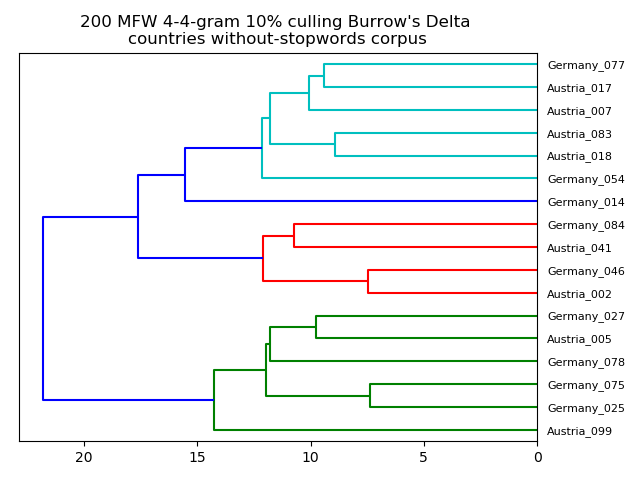 200 MFW 4-4-gram 10% culling Burrow's Delta
countries without-stopwords corpus
Germany_077
Austria_017
Austria_007
Austria_083
Austria_018
Germany_054
Germany_014
Germany_084
Austria_041
Germany_046
Austria_002
Germany_027
Austria_005
Germany_078
Germany_075
Germany_025
Austria_099
20 15 10 5 0